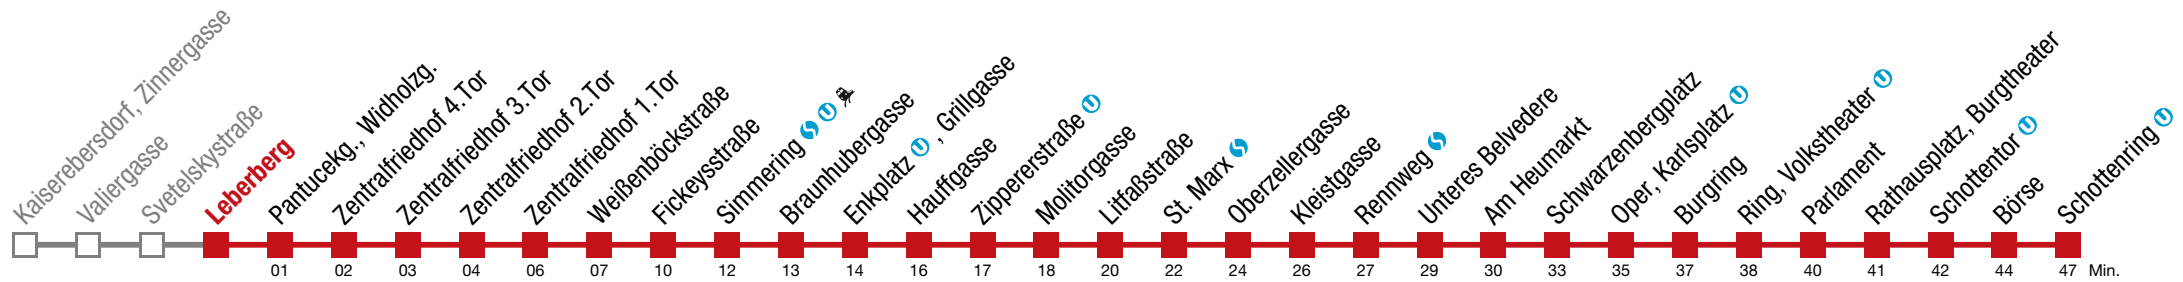 Kaiserebersdorf, Zinnergasse
Valiergasse
Svetelskystraße
Leberberg
Pantucekg., Widholzg.
Zentralfriedhof 4.Tor
Zentralfriedhof 3.Tor
Zentralfriedhof 2.Tor
Zentralfriedhof 1.Tor
Weißenböckstraße
Fickeysstraße
Simmering S U
Braunhubergasse
Enkplatz U , Grillgasse
Hauffgasse
Zippererstraße U
Molitorgasse
Litfaßstraße
St. Marx S
Oberzellergasse
Kleistgasse
Rennweg S
Unteres Belvedere
Am Heumarkt
Schwarzenbergplatz
Oper, Karlsplatz U
Burgring
Ring, Volkstheater U
Parlament
Rathausplatz, Burgtheater
Schottentor U
Börse
Schottenring U
01 02 03 04 06 07 10 12 13 14 16 17 18 20 22 24 26 27 29 30 33 35 37 38 40 41 42 44 47 Min.